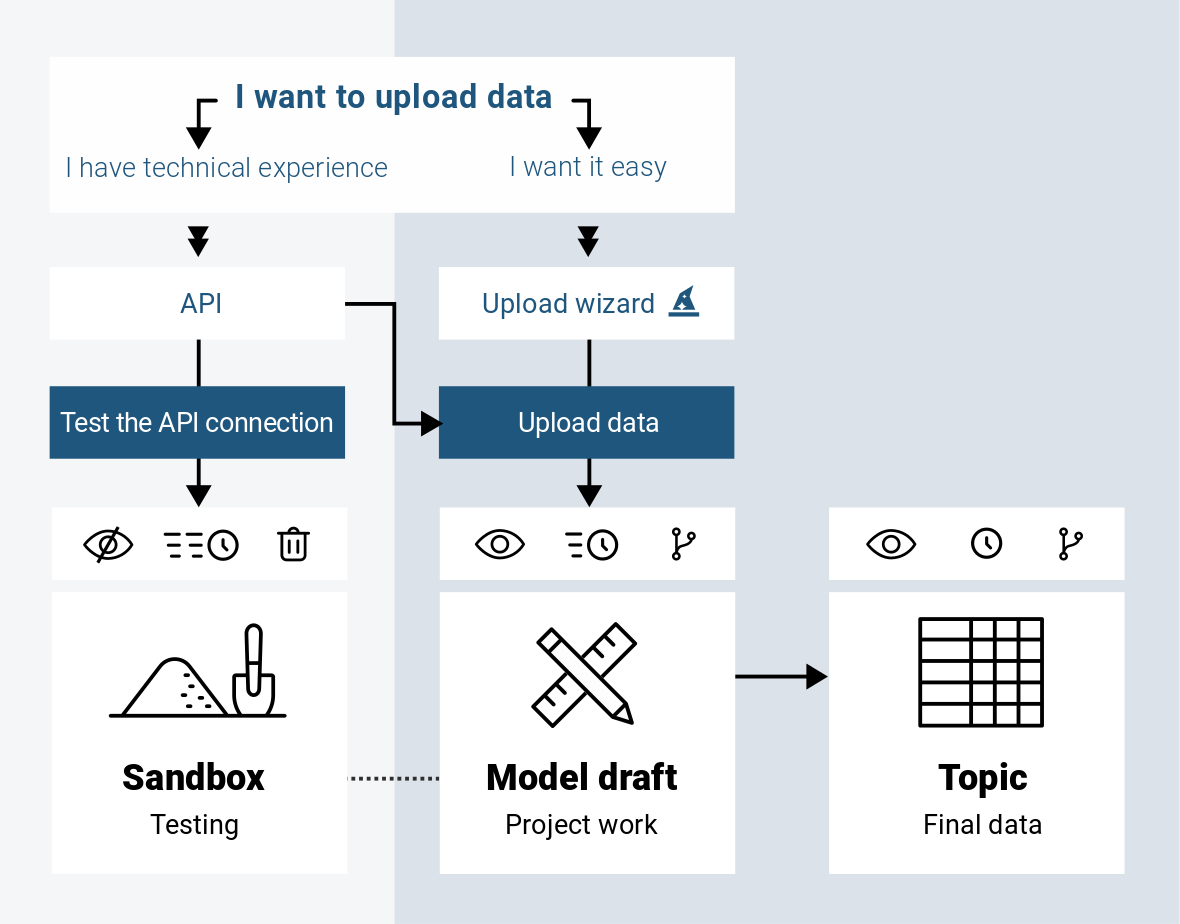 I want to upload data
I have technical experience
I want it easy
API
Upload wizard
Test the API connection
Upload data
Sandbox
Testing
Model draft
Project work
Topic
Final data